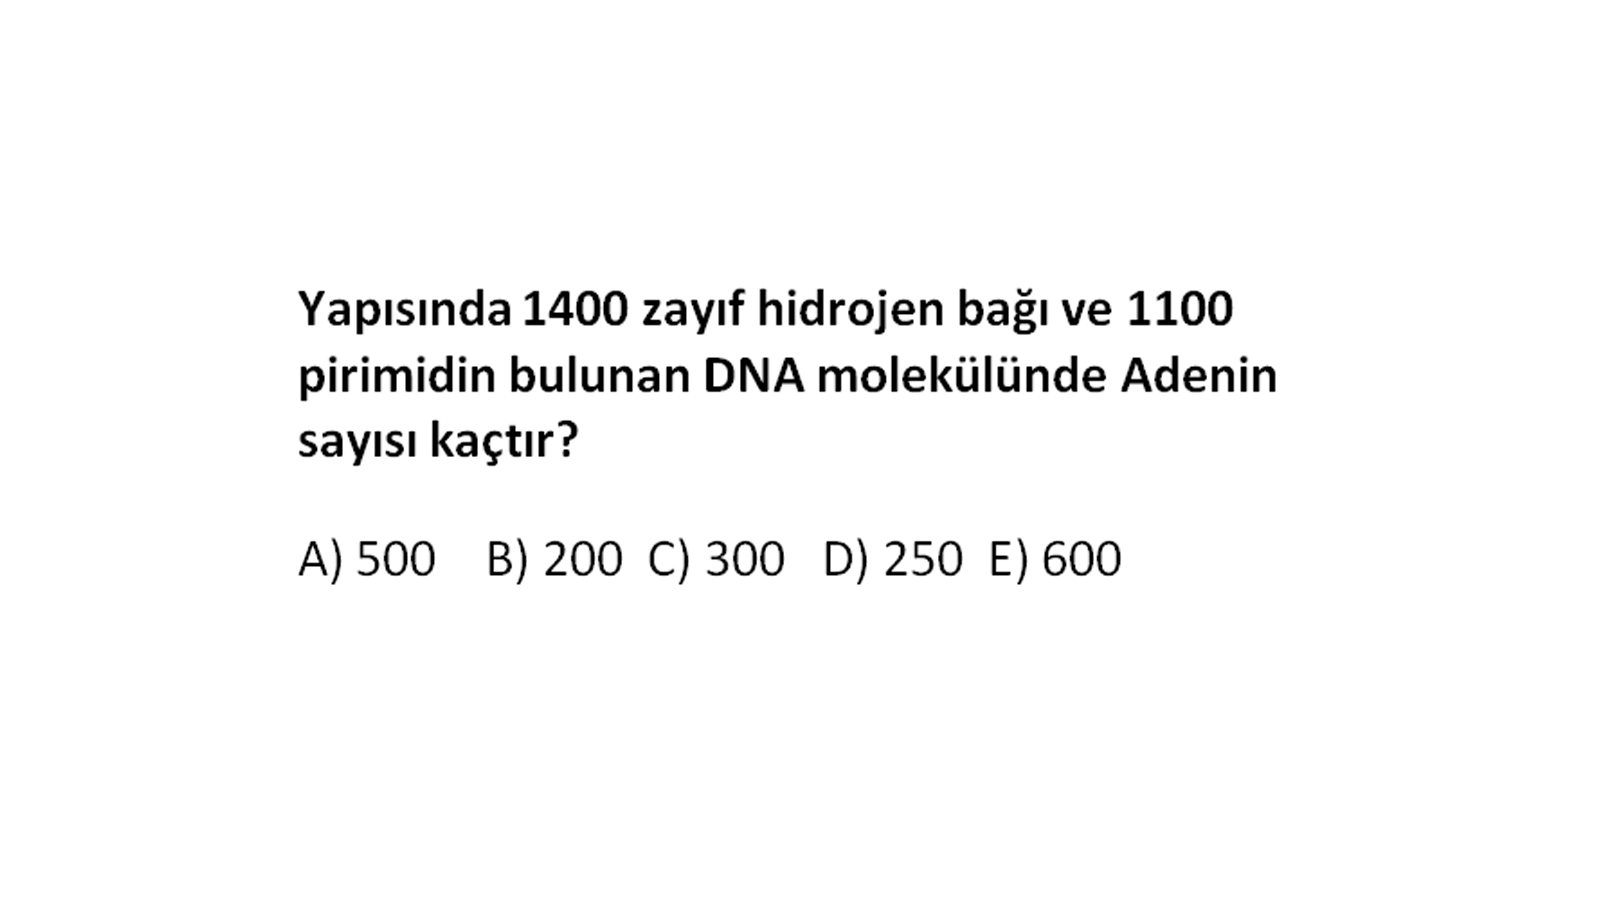 Yapısında 1400 zayıf hidrojen bağı ve 1100
pirimidin bulunan DNA molekülünde Adenin
sayısı kaçtır?
A) 500 B) 200 C) 300 D) 250 E) 600